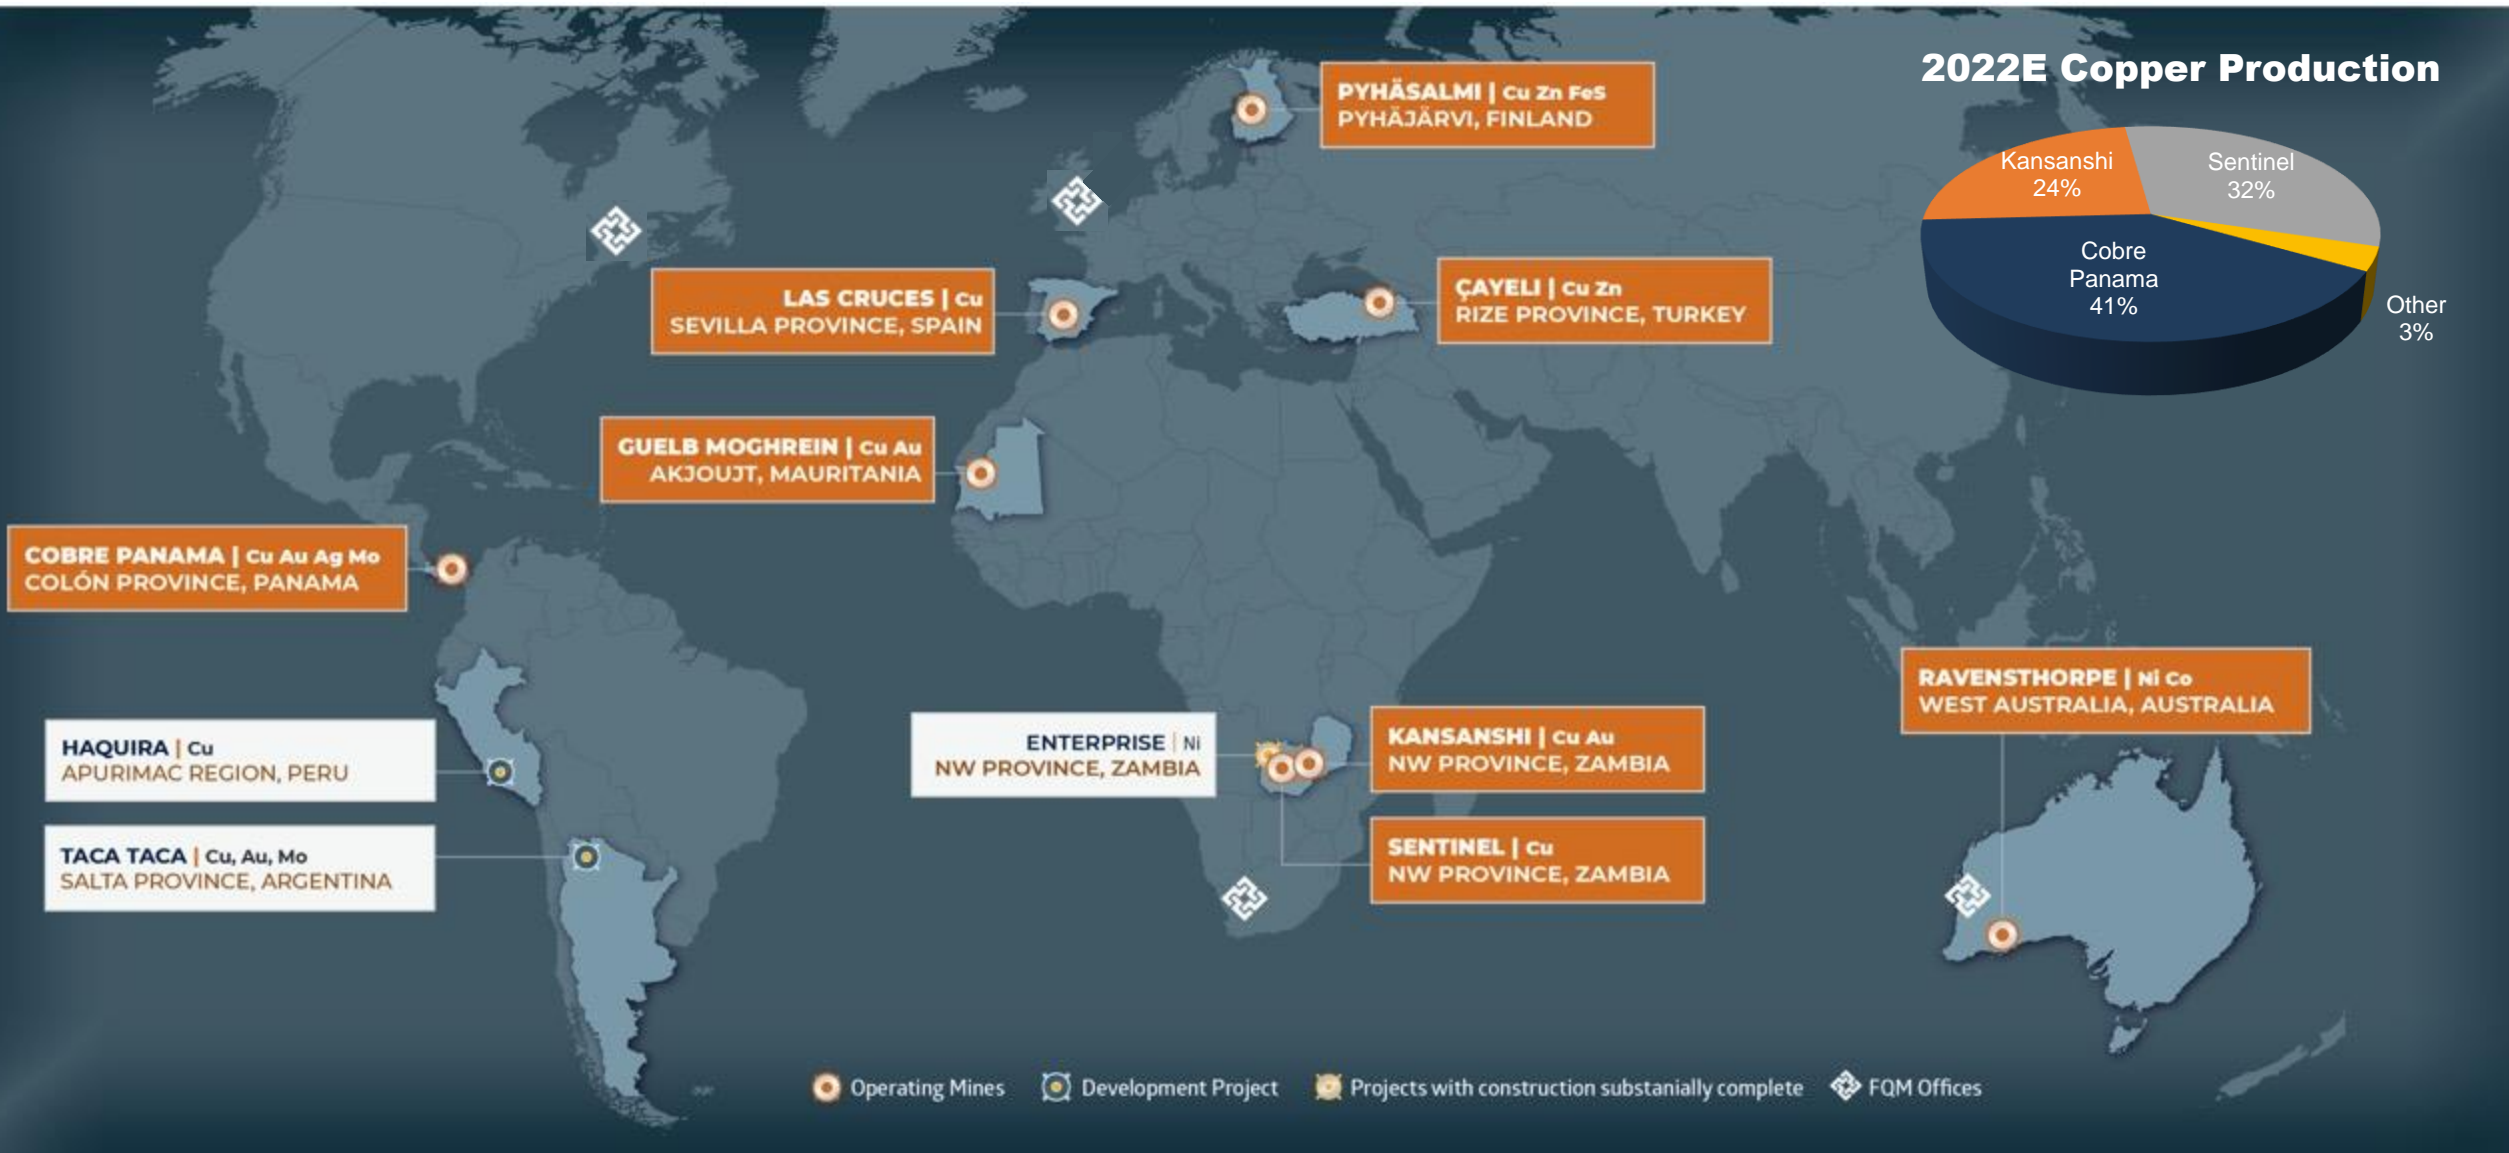 2022E Copper Production
Kansanshi
24%
Sentinel
32%
Cobre
Panama
41%
Other
3%
PYHÄSALMI | Cu Zn FeS
PYHÄJÄRVI, FINLAND
LAS CRUCES | Cu
SEVILLA PROVINCE, SPAIN
ÇAYELI | Cu Zn
RIZE PROVINCE, TURKEY
GUELB MOGHREIN | Cu Au
AKJOUJT, MAURITANIA
COBRE PANAMA | Cu Au Ag Mo
COLÓN PROVINCE, PANAMA
HAQUIRA | Cu
APURIMAC REGION, PERU
TACA TACA | Cu, Au, Mo
SALTA PROVINCE, ARGENTINA
ENTERPRISE | Ni
NW PROVINCE, ZAMBIA
KANSANSHI | Cu Au
NW PROVINCE, ZAMBIA
SENTINEL | Cu
NW PROVINCE, ZAMBIA
RAVENSTHORPE | Ni Co
WEST AUSTRALIA, AUSTRALIA
Operating Mines
Development Project
Projects with construction substanially complete
FQM Offices